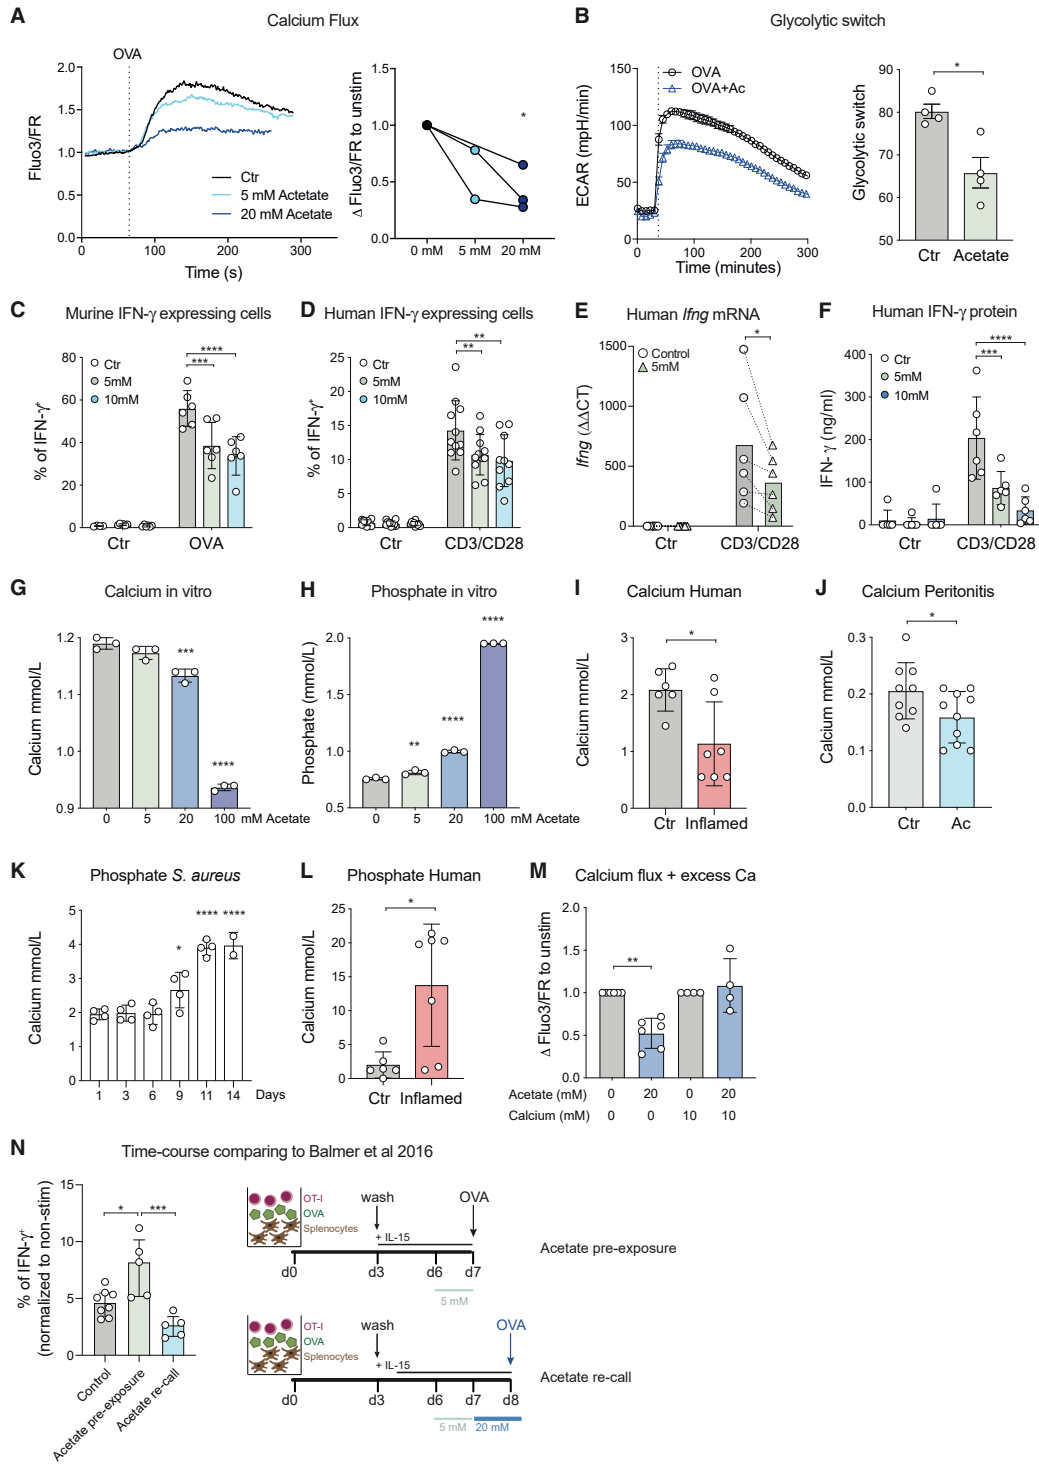 A
Calcium Flux
OVA
Fluo3/FR
2.0
1.5
1.0
0.5
0.0
Ctr
5 mM Actetate
20 mM Acetate
100
200
300
0
Time (s)
Δ Fluo3/FR to unstim
1.5
1.0
0.5
0.0
*
0 mM
5 mM
20 mM
B
Glycolytic switch
ECAR (mpH/min)
150
100
50
0
OVA
OVA+Ac
0
100
200
300
Time (minutes)
Glycolytic switch
90
80
70
60
50
*
Ctr
Acetate
C
Murine IFN-γ expressing cells
% of IFN-γ+
80
60
40
20
0
Ctr
5mM
10mM
****
***
Ctr
OVA
D
Human IFN-γ expressing cells
% of IFN-γ+
25
20
15
10
5
0
Ctr
5mM
10mM
**
**
Ctr
CD3/CD28
E
Human Ifng mRNA
Ifng (ΔΔCT)
1500
1000
500
0
Control
5mM
*
Ctr
CD3/CD28
F
Human IFN-γ protein
IFN- γ (ng/ml)
400
300
200
100
0
Ctr
5mM
10mM
****
***
Ctr
CD3/CD28
G
Calcium in vitro
Calcium mmol/L
1.2
1.1
1.0
0.9
***
****
0
5
20
100 mM Acetate
H
Phosphate in vitro
Phosphate (mmol/L)
2.0
1.5
1.0
0.5
**
****
****
0
5
20
100 mM Acetate
I
Calcium Human
Calcium mmol/L
3
2
1
0
*
Ctr
Inflamed
J
Calcium Peritonitis
Calcium mmol/L
0.3
0.2
0.1
0.0
*
Ctr
Ac
K
Phosphate S. aureus
Calcium mmol/L
5
4
3
2
1
0
*
****
****
1
3
6
9
11
14
Days
L
Phosphate Human
Calcium mmol/L
25
20
15
10
5
0
*
Ctr
Inflamed
M
Calcium flux + excess Ca
Δ Fluo3/FR to unstim
2.0
1.5
1.0
0.5
0.0
**
Acetate (mM) 0 20 0 20
Calcium (mM) 0 0 10 10
N
Time-course comparing to Balmer et al 2016
% of IFN-γ+
(normalized to non-stim)
15
10
5
0
*
***
Control
Acetate pre-exposure
Acetate re-call
OT-I
OVA
Splenocytes
wash
+ IL-15
OVA
d0
d3
d6
d7
5 mM
Acetate pre-exposure
OT-I
OVA
Splenocytes
wash
+ IL-15
OVA
d0
d3
d6
d7
d8
5 mM
20 mM
Acetate re-call